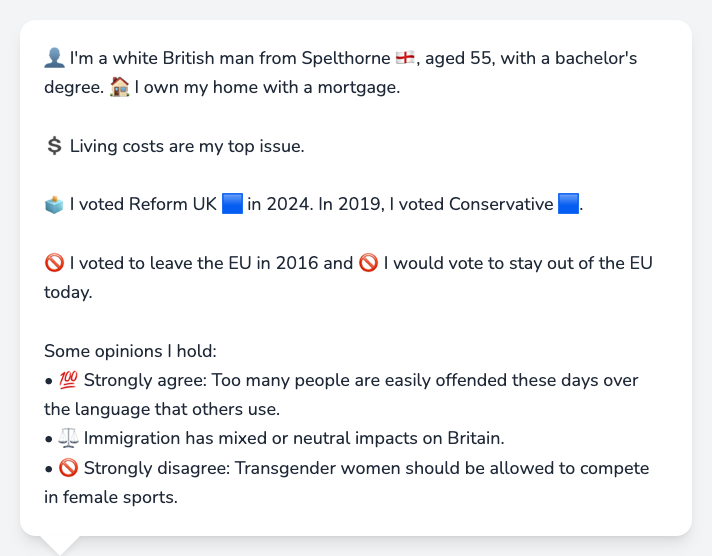 👤 I'm a white British man from Spelthorne 🏴󠁧󠁢󠁥󠁮󠁧󠁿, aged 55, with a bachelor's
degree. 🏠 I own my home with a mortgage.
💲 Living costs are my top issue.
🗳️ I voted Reform UK 🟦 in 2024. In 2019, I voted Conservative 🟦.
🚫 I voted to leave the EU in 2016 and 🚫 I would vote to stay out of the EU
today.
Some opinions I hold:
• 💯 Strongly agree: Too many people are easily offended these days over
the language that others use.
• ⚖️ Immigration has mixed or neutral impacts on Britain.
• 🚫 Strongly disagree: Transgender women should be allowed to compete
in female sports.